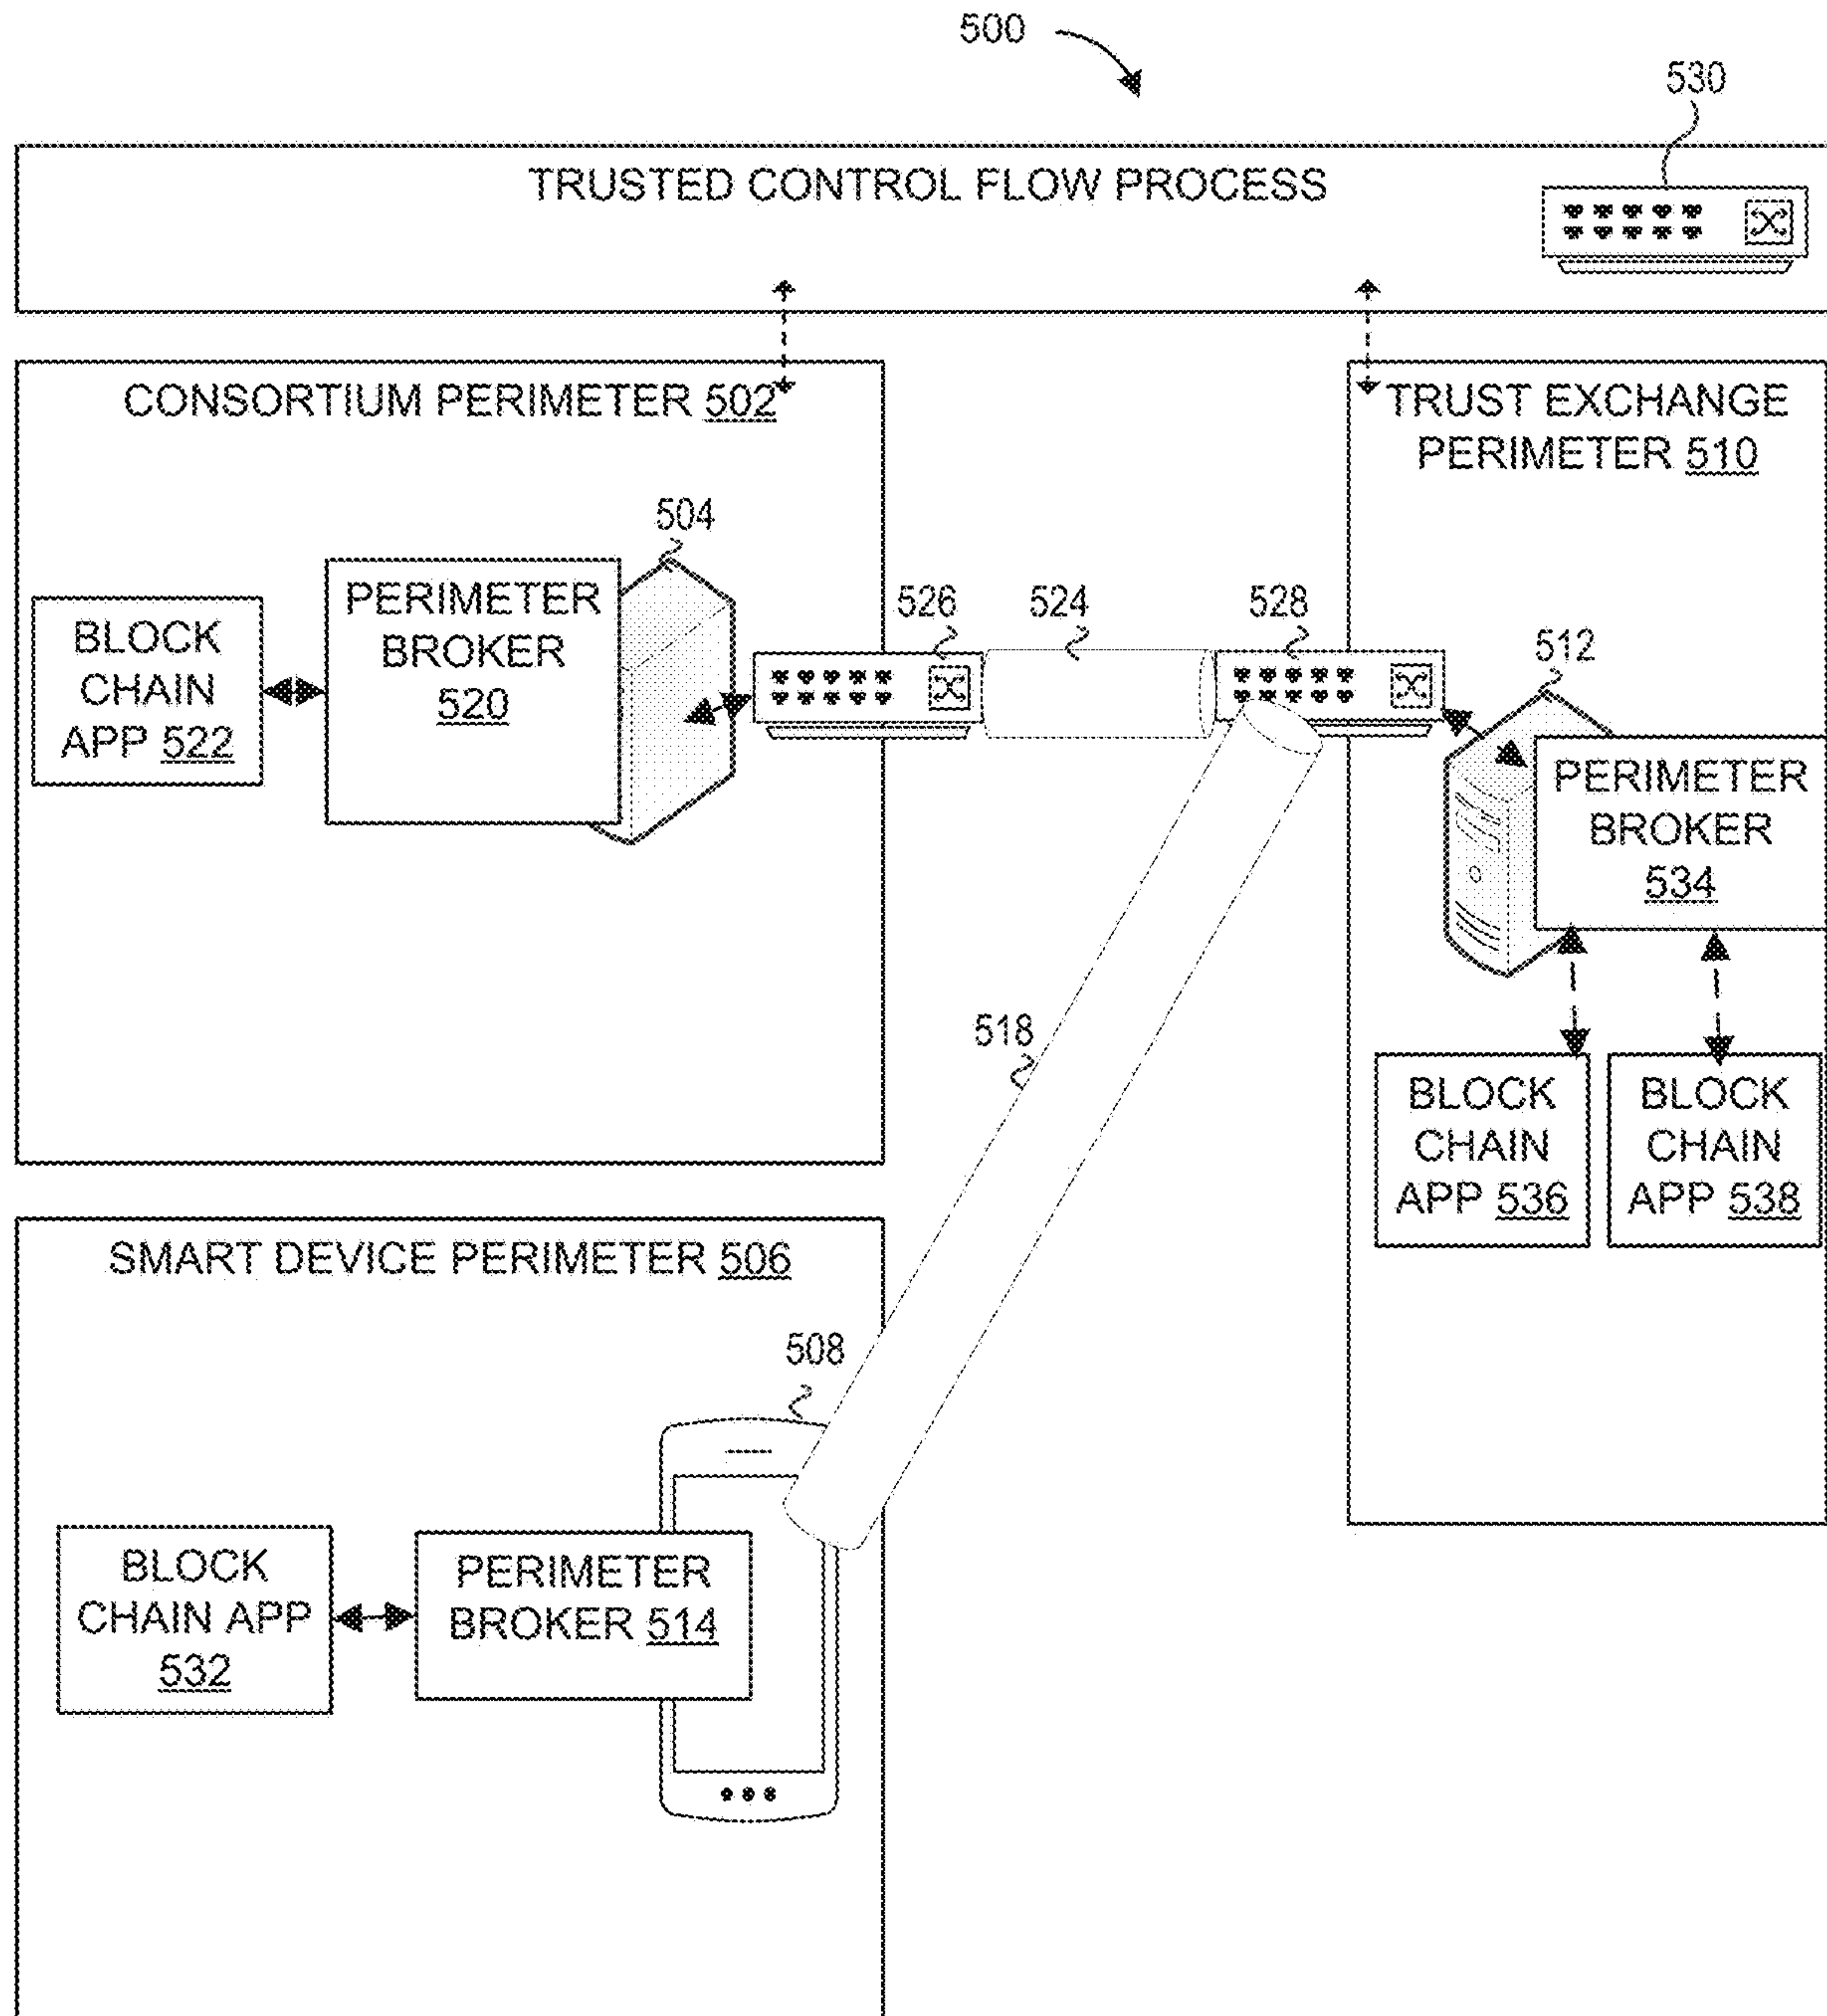 500
530
TRUSTED CONTROL FLOW PROCESS
CONSORTIUM PERIMETER 502
TRUST EXCHANGE
PERIMETER 510
504
BLOCK
CHAIN
APP 522
PERIMETER
BROKER
520
526
524
528
512
PERIMETER
BROKER
534
518
BLOCK
CHAIN
APP 536
BLOCK
CHAIN
APP 538
SMART DEVICE PERIMETER 506
508
BLOCK
CHAIN APP
532
PERIMETER
BROKER 514